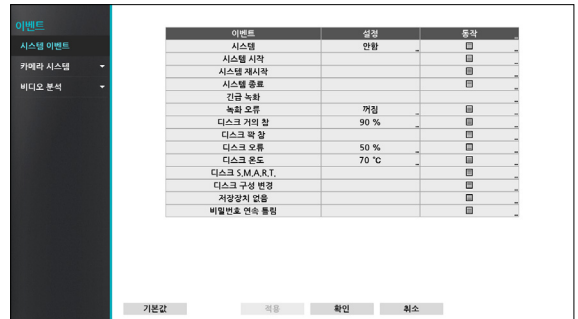 이벤트
시스템 이벤트
카메라 시스템
비디오 분석
이벤트 설정 동작
시스템 안함
시스템 시작
시스템 재시작
시스템 종료
긴급 녹화
녹화 오류 꺼짐
디스크 거의 참 90 %
디스크 꽉 참
디스크 오류 50 %
디스크 온도 70 °C
디스크 S.M.A.R.T.
디스크 구성 변경
저장장치 없음
비밀번호 연속 틀림
기본값 적용 확인 취소